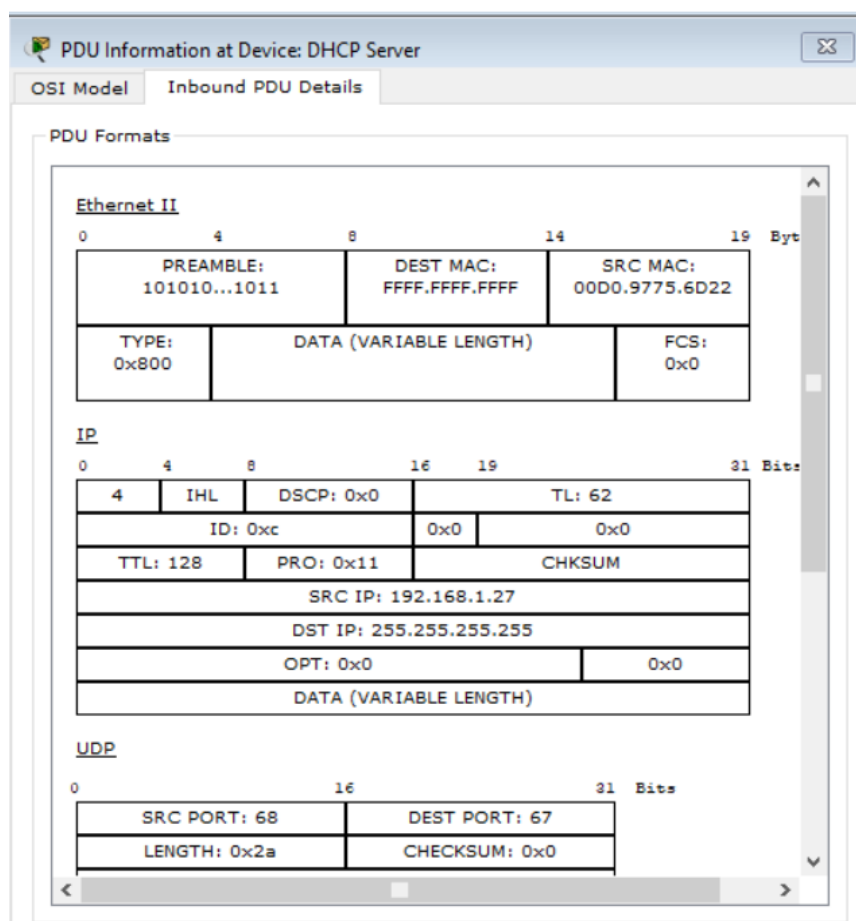 PDU Information at Device: DHCP Server
OSI Model Inbound PDU Details
PDU Formats
Ethernet II
0 4 8 14 19 Byt
PREAMBLE: DEST MAC: SRC MAC:
101010...1011 FFFF.FFFF.FFFF 00D0.9775.6D22
TYPE: DATA (VARIABLE LENGTH) FCS:
0x800 0x0
IP
0 4 8 16 19 31 Bits
4 IHL DSCP: 0x0 TL: 62
ID: 0xc 0x0 0x0
TTL: 128 PRO: 0x11 CHKSUM
SRC IP: 192.168.1.27
DST IP: 255.255.255.255
OPT: 0x0 0x0
DATA (VARIABLE LENGTH)
UDP
0 16 31 Bits
SRC PORT: 68 DEST PORT: 67
LENGTH: 0x2a CHECKSUM: 0x0